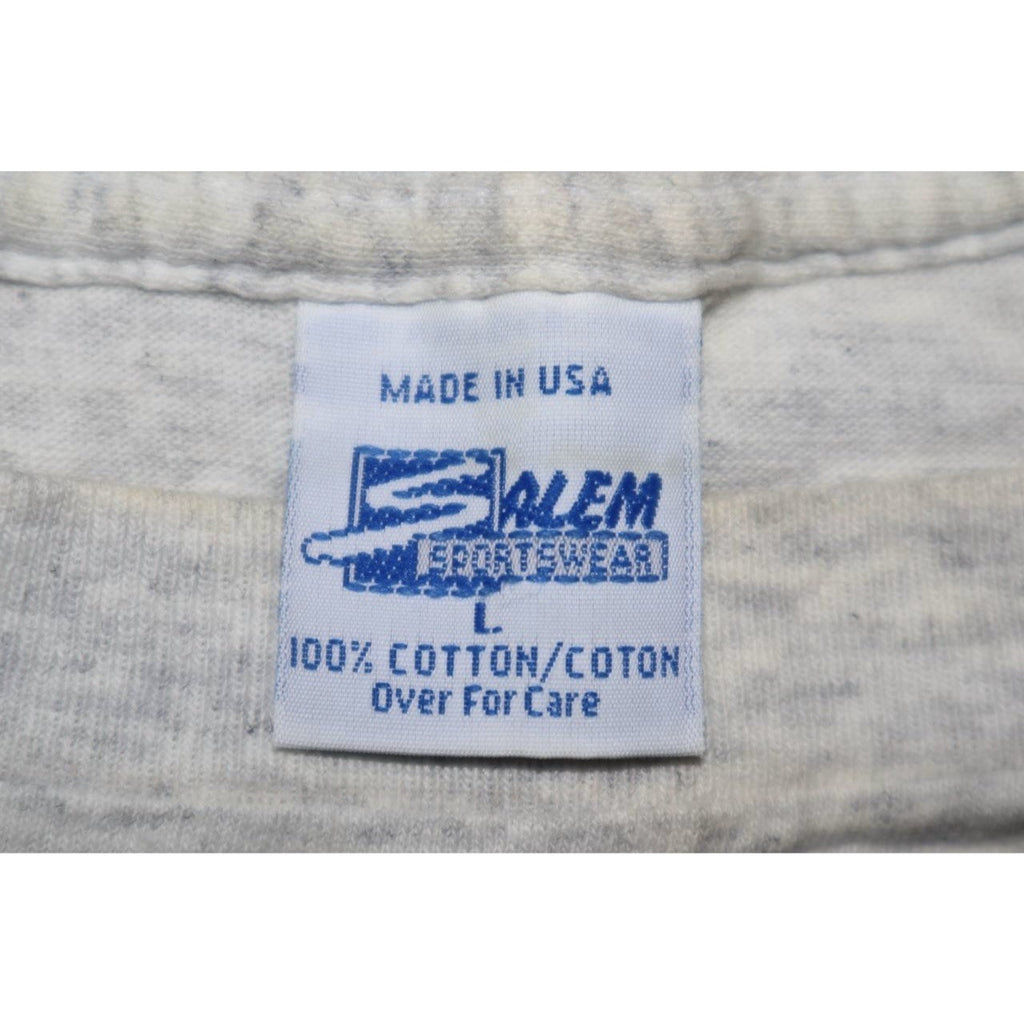 MADE IN USA
SALEM
SPORTSWEAR
L.
100% COTTON/COTON
Over For Care